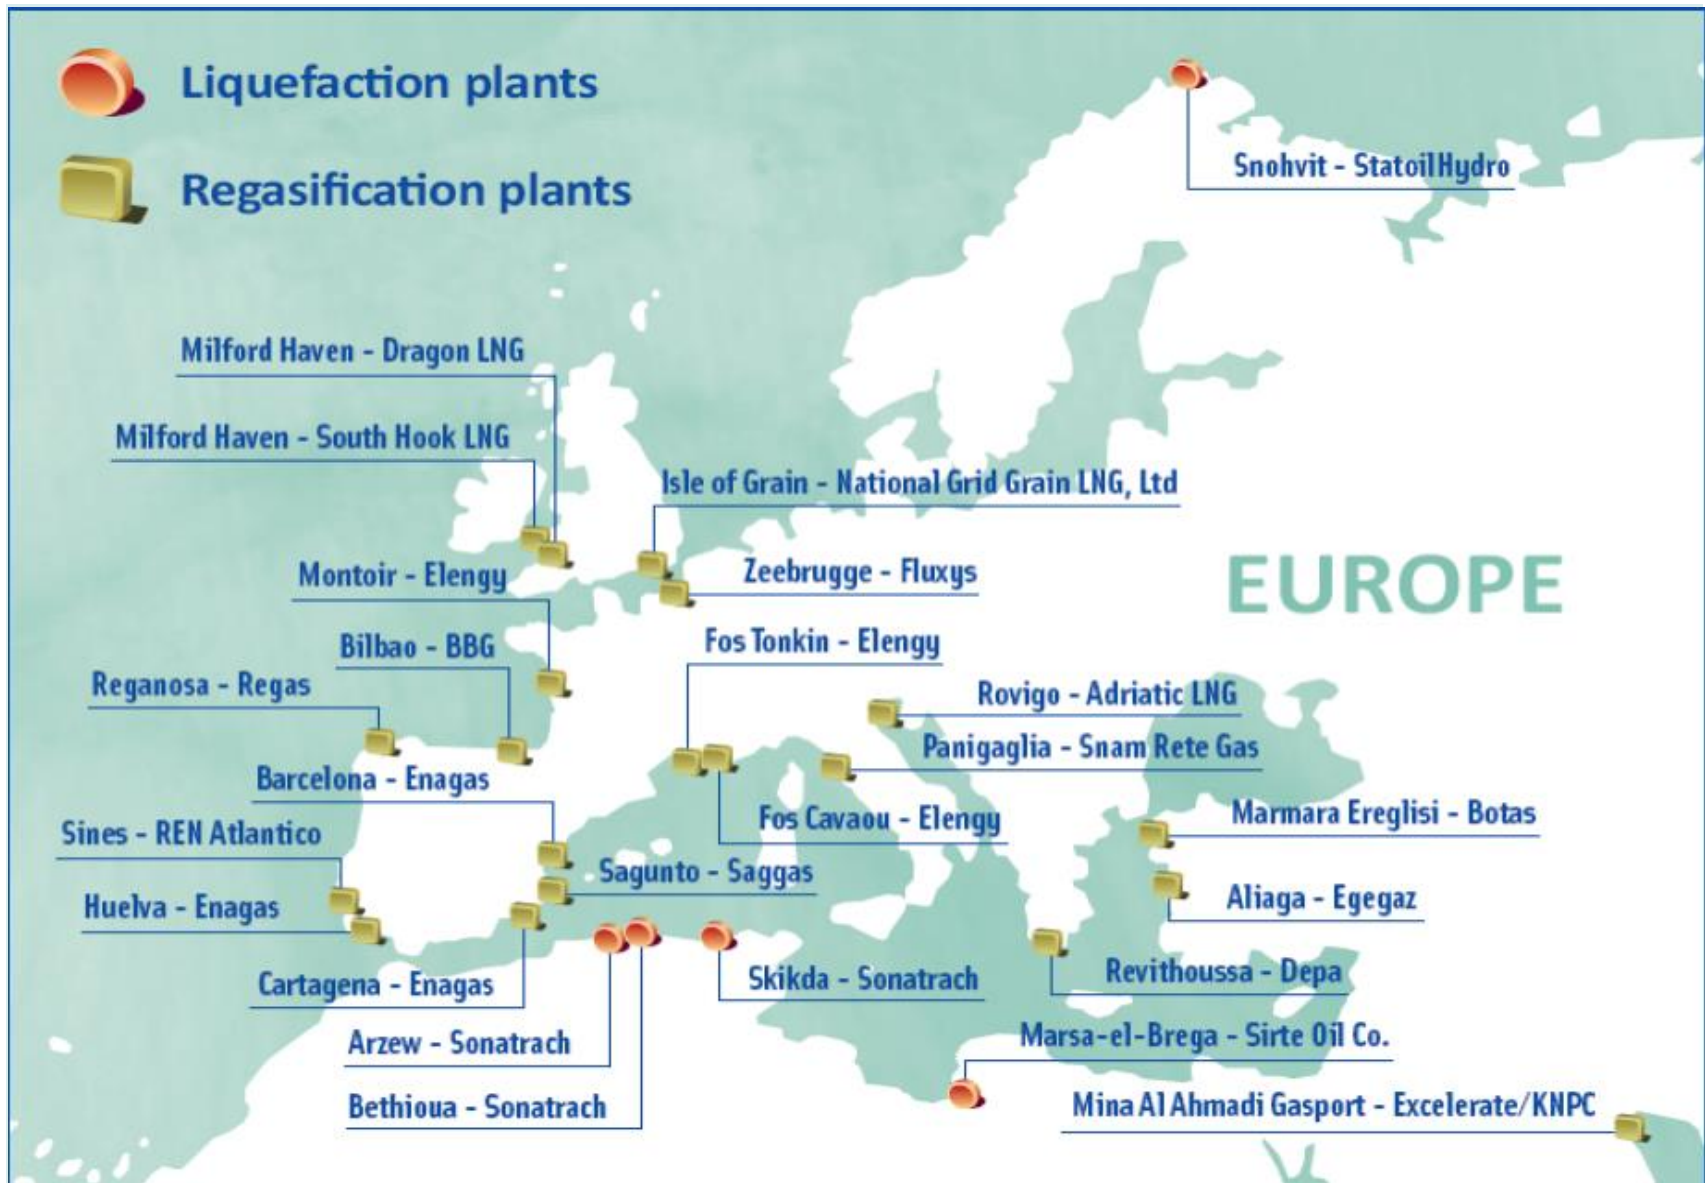 Liquefaction plants
Regasification plants
Snohvit - StatoilHydro
Milford Haven - Dragon LNG
Milford Haven - South Hook LNG
Isle of Grain - National Grid Grain LNG, Ltd
Zeebrugge - Fluxys
EUROPE
Montoir - Elengy
Bilbao - BBG
Fos Tonkin - Elengy
Reganosa - Regas
Rovigo - Adriatic LNG
Panigaglia - Snam Rete Gas
Barcelona - Enagas
Fos Cavaou - Elengy
Marmara Ereglisi - Botas
Sines - REN Atlantico
Sagunto - Saggas
Aliaga - Egegaz
Huelva - Enagas
Cartagena - Enagas
Skikda - Sonatrach
Revithoussa - Depa
Arzew - Sonatrach
Marsa-el-Brega - Sirte Oil Co.
Bethioua - Sonatrach
Mina Al Ahmadi Gasport - Excelerate/KNPC